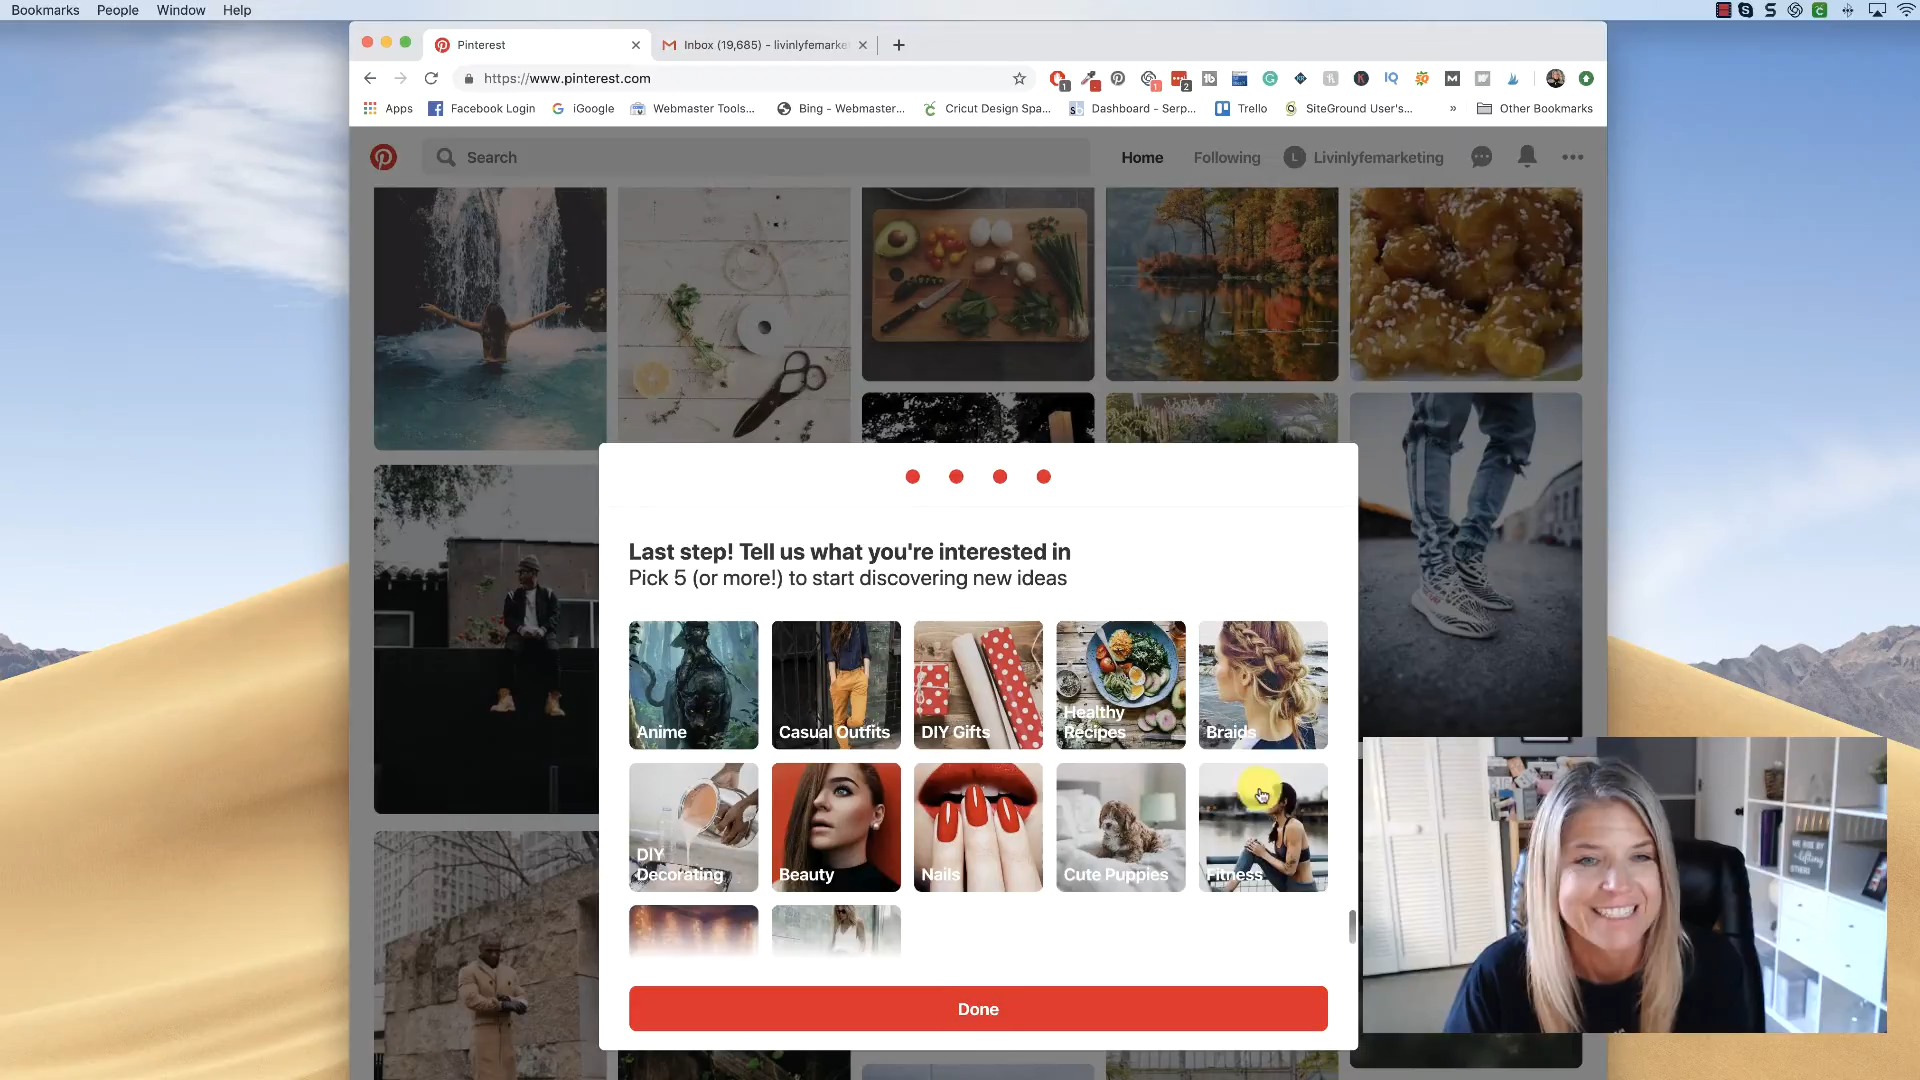 Bookmarks People Window Help
Pinterest
Inbox (19,685) - livinlyfemarke
https://www.pinterest.com
Apps Facebook Login iGoogle Webmaster Tools... Bing - Webmaster... Cricut Design Spa... Dashboard - Serp... Trello SiteGround User's... » Other Bookmarks
Search
Home Following L Livinlyfemarketing
Last step! Tell us what you're interested in
Pick 5 (or more!) to start discovering new ideas
Anime
Casual Outfits
DIY Gifts
Healthy
Recipes
Braids
DIY
Decorating
Beauty
Nails
Cute Puppies
Fitness
Done